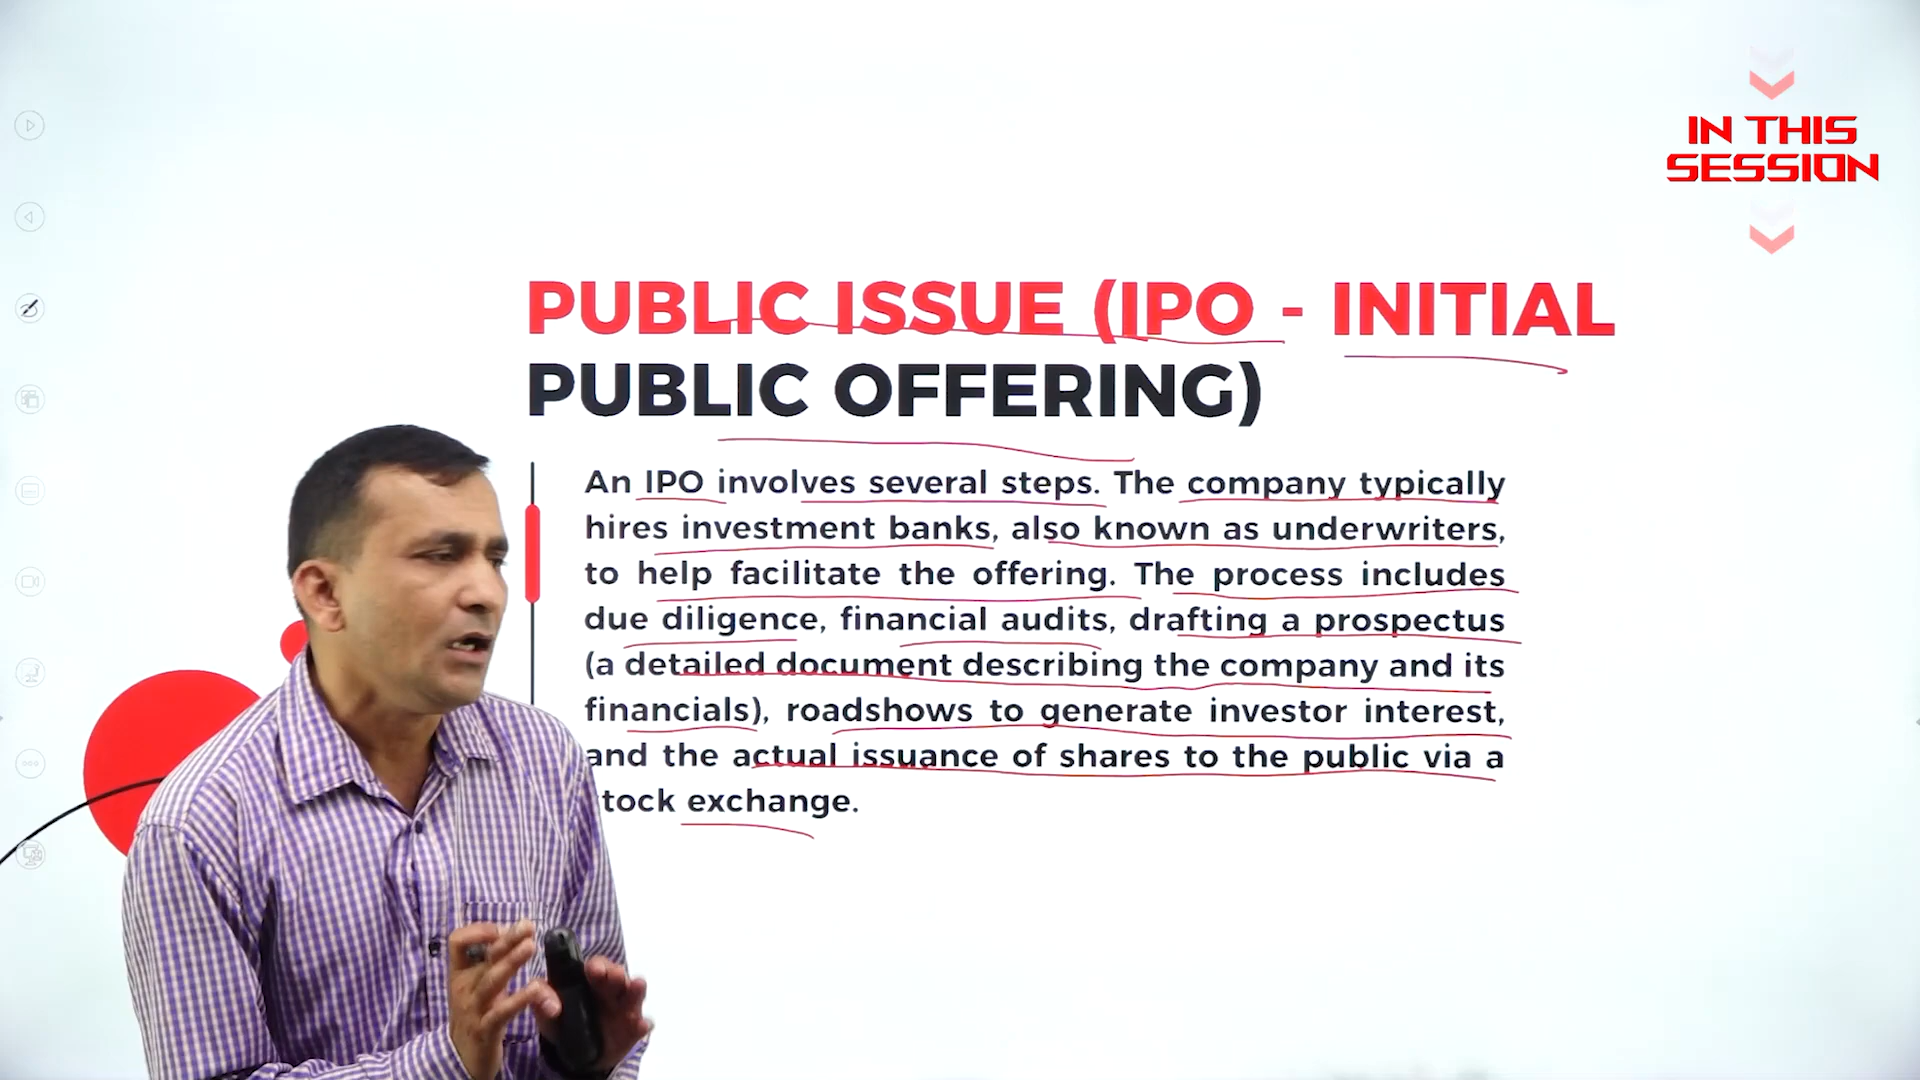 IN THIS
SESSION
PUBLIC ISSUE (IPO - INITIAL
PUBLIC OFFERING)
An IPO involves several steps. The company typically
hires investment banks, also known as underwriters,
to help facilitate the offering. The process includes
due diligence, financial audits, drafting a prospectus
(a detailed document describing the company and its
financials), roadshows to generate investor interest,
and the actual issuance of shares to the public via a
tock exchange.